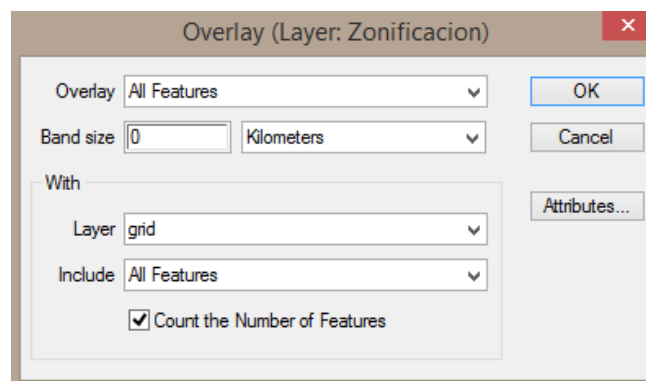 Overlay (Layer: Zonificacion)
Overlay All Features OK
Band size 0 Kilometers Cancel
With
Attributes...
Layer grid
Include All Features
Count the Number of Features